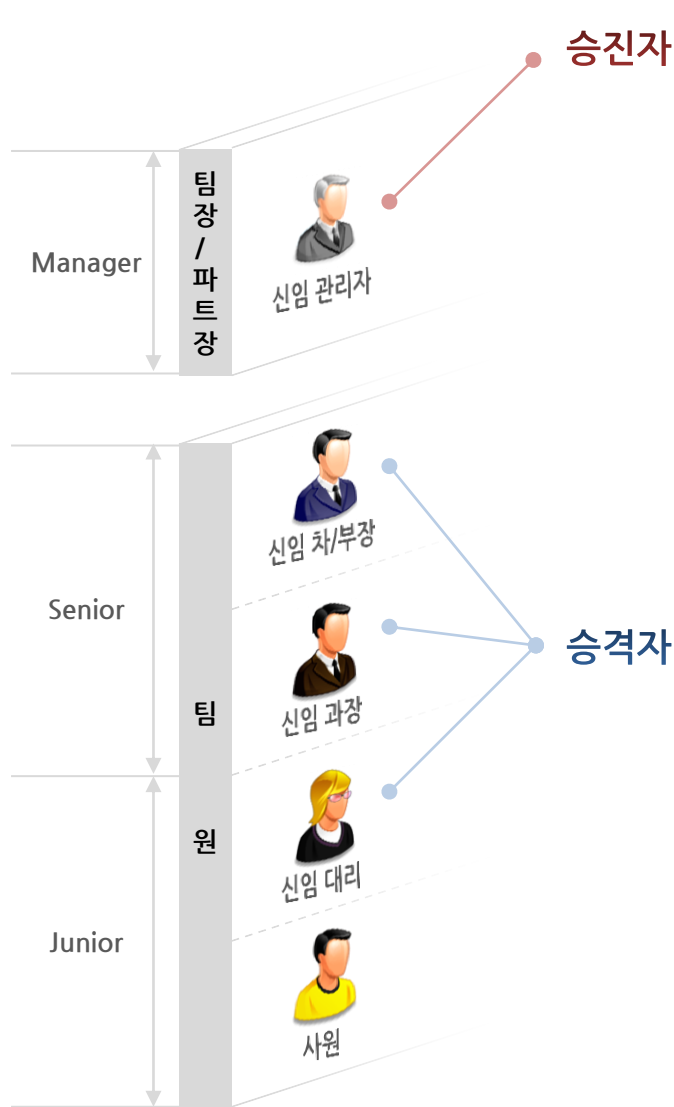 승진자
Manager
팀장/파트장
신임 관리자
신임 차/부장
Senior
승격자
신임 과장
팀원
신임 대리
Junior
사원